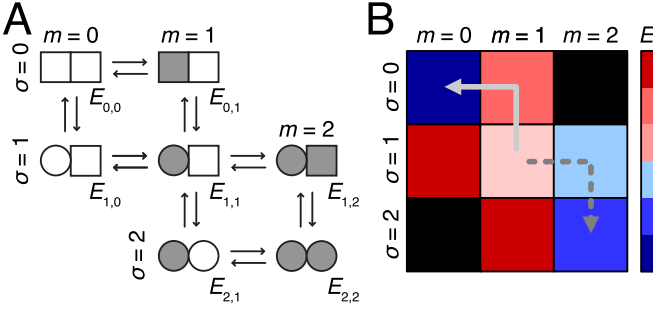 A
m = 0
m = 1
σ = 0
E0,0
E0,1
m = 2
σ = 1
E1,0
E1,1
E1,2
σ = 2
E2,1
E2,2
B
m = 0
m = 1
m = 2
E
σ = 0
σ = 1
σ = 2